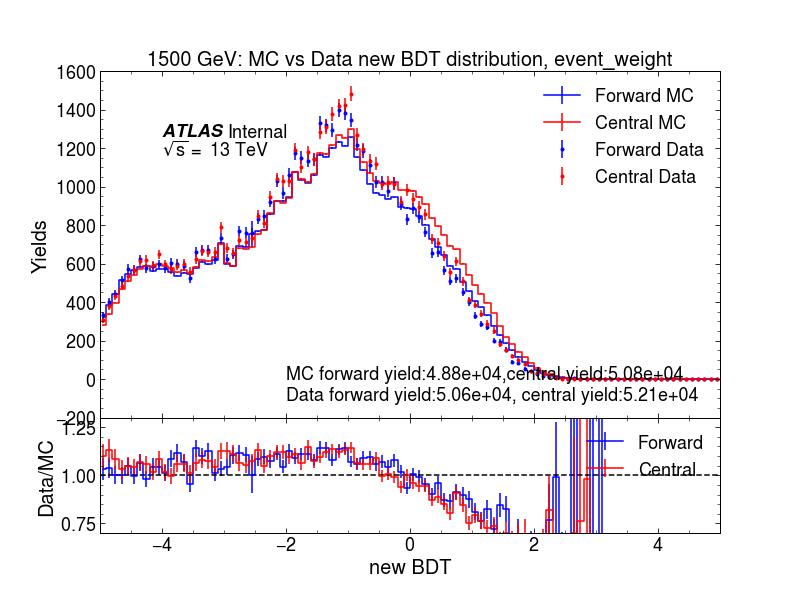 1500 GeV: MC vs Data new BDT distribution, event_weight
1600
1400
1200
1000
800
600
400
200
0
−200
Yields
ATLAS Internal
√s = 13 TeV
Forward MC
Central MC
Forward Data
Central Data
MC forward yield:4.88e+04,central yield:5.08e+04
Data forward yield:5.06e+04, central yield:5.21e+04
1.25
1.00
0.75
Data/MC
Forward
Central
−4 −2 0 2 4
new BDT